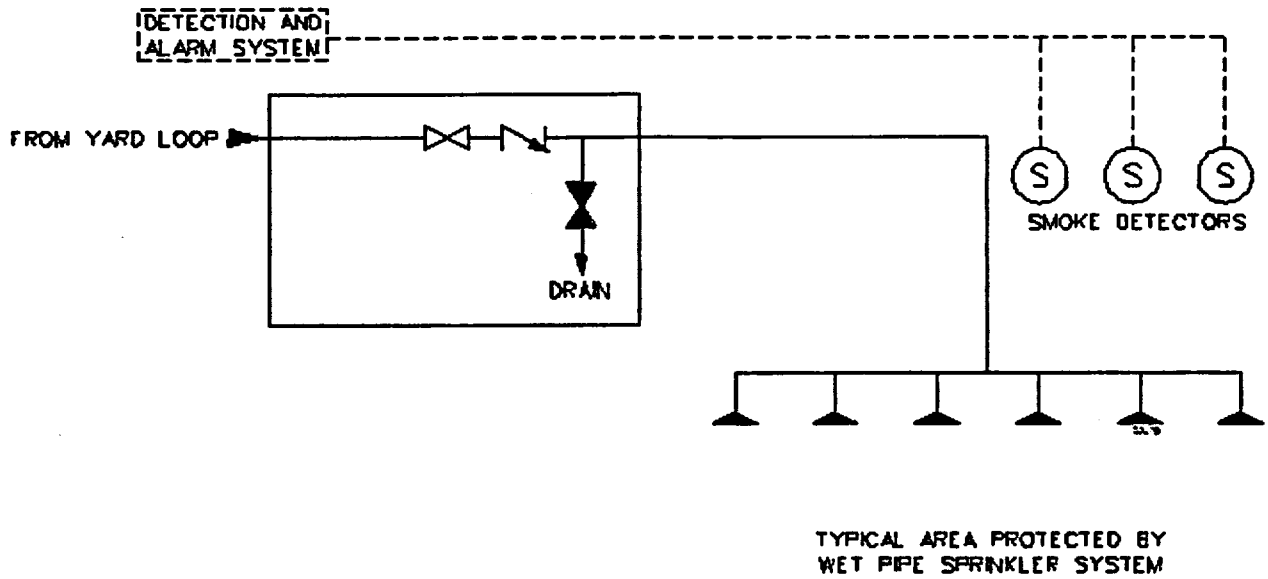 DETECTION AND
ALARM SYSTEM
FROM YARD LOOP
S S S
SMOKE DETECTORS
DRAIN
TYPICAL AREA PROTECTED BY
WET PIPE SPRINKLER SYSTEM